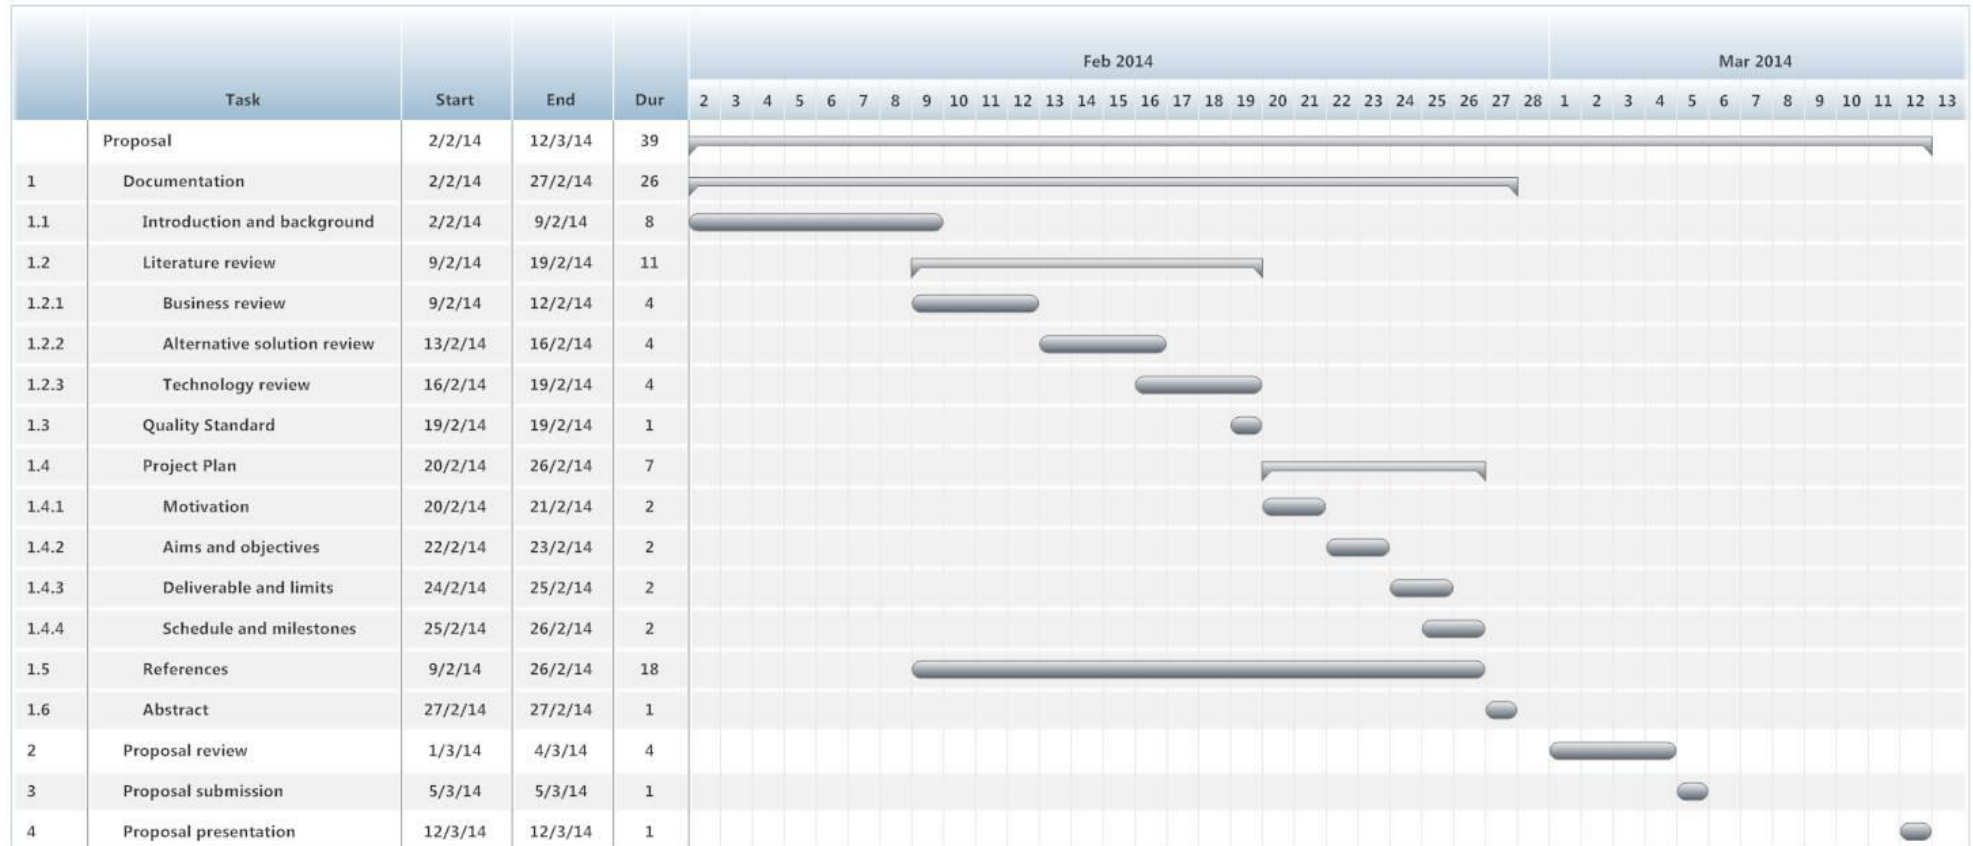 Feb 2014 Mar 2014
Task Start End Dur 2 3 4 5 6 7 8 9 10 11 12 13 14 15 16 17 18 19 20 21 22 23 24 25 26 27 28 1 2 3 4 5 6 7 8 9 10 11 12 13
Proposal 2/2/14 12/3/14 39
1 Documentation 2/2/14 27/2/14 26
1.1 Introduction and background 2/2/14 9/2/14 8
1.2 Literature review 9/2/14 19/2/14 11
1.2.1 Business review 9/2/14 12/2/14 4
1.2.2 Alternative solution review 13/2/14 16/2/14 4
1.2.3 Technology review 16/2/14 19/2/14 4
1.3 Quality Standard 19/2/14 19/2/14 1
1.4 Project Plan 20/2/14 26/2/14 7
1.4.1 Motivation 20/2/14 21/2/14 2
1.4.2 Aims and objectives 22/2/14 23/2/14 2
1.4.3 Deliverable and limits 24/2/14 25/2/14 2
1.4.4 Schedule and milestones 25/2/14 26/2/14 2
1.5 References 9/2/14 26/2/14 18
1.6 Abstract 27/2/14 27/2/14 1
2 Proposal review 1/3/14 4/3/14 4
3 Proposal submission 5/3/14 5/3/14 1
4 Proposal presentation 12/3/14 12/3/14 1